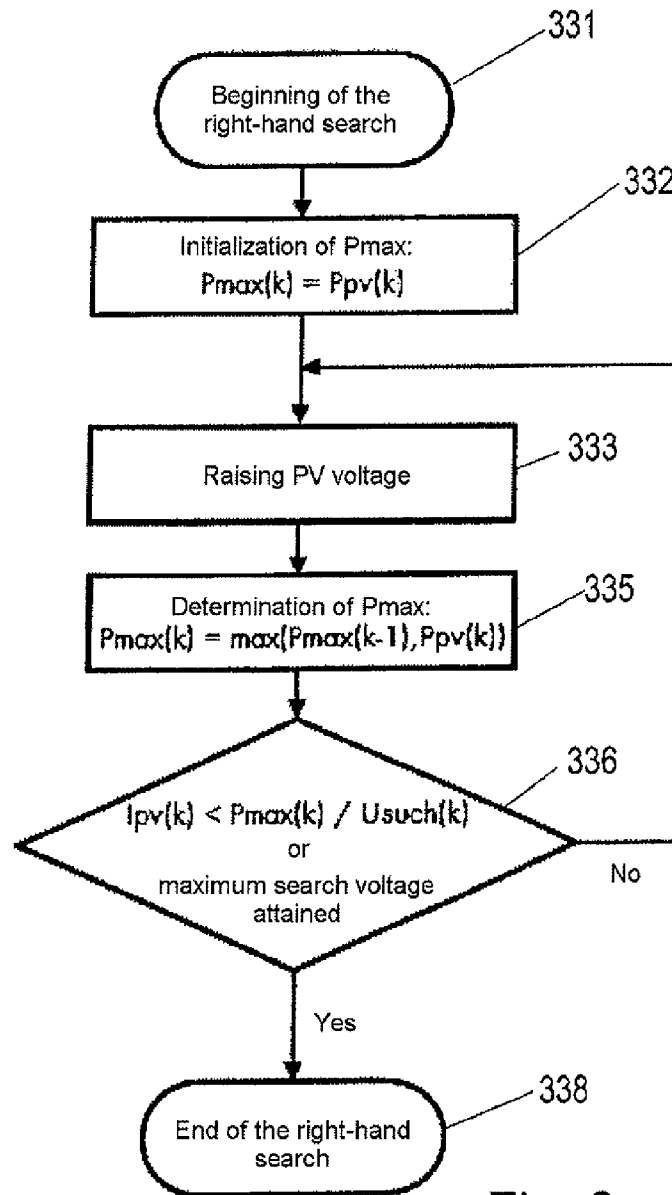 331
Beginning of the
right-hand search
332
Initialization of Pmax:
Pmax(k) = Ppv(k)
333
Raising PV voltage
335
Determination of Pmax:
Pmax(k) = max(Pmax(k-1),Ppv(k))
336
Ipv(k) < Pmax(k) / Usuch(k)
or
maximum search voltage
attained
No
Yes
338
End of the right-hand
search